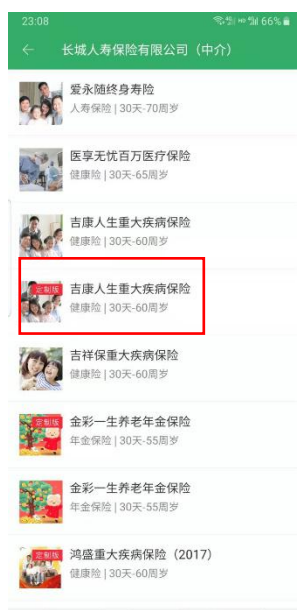 23:08
HD 66%
← 长城人寿保险有限公司（中介）
爱永随终身寿险
人寿保险 | 30天-70周岁
医享无忧百万医疗保险
健康险 | 30天-65周岁
吉康人生重大疾病保险
健康险 | 30天-60周岁
定制版
吉康人生重大疾病保险
健康险 | 30天-60周岁
吉祥保重大疾病保险
健康险 | 30天-60周岁
定制版
金彩一生养老年金保险
年金保险 | 30天-55周岁
金彩一生养老年金保险
年金保险 | 30天-55周岁
定制版
鸿盛重大疾病保险（2017）
健康险 | 30天-60周岁